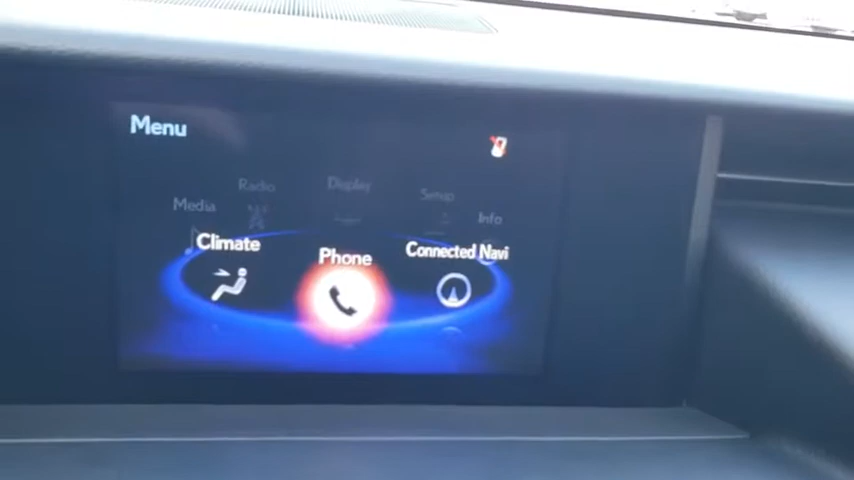 Menu
Radio
Display
Setup
Media
Info
Climate
Phone
Connected Navi